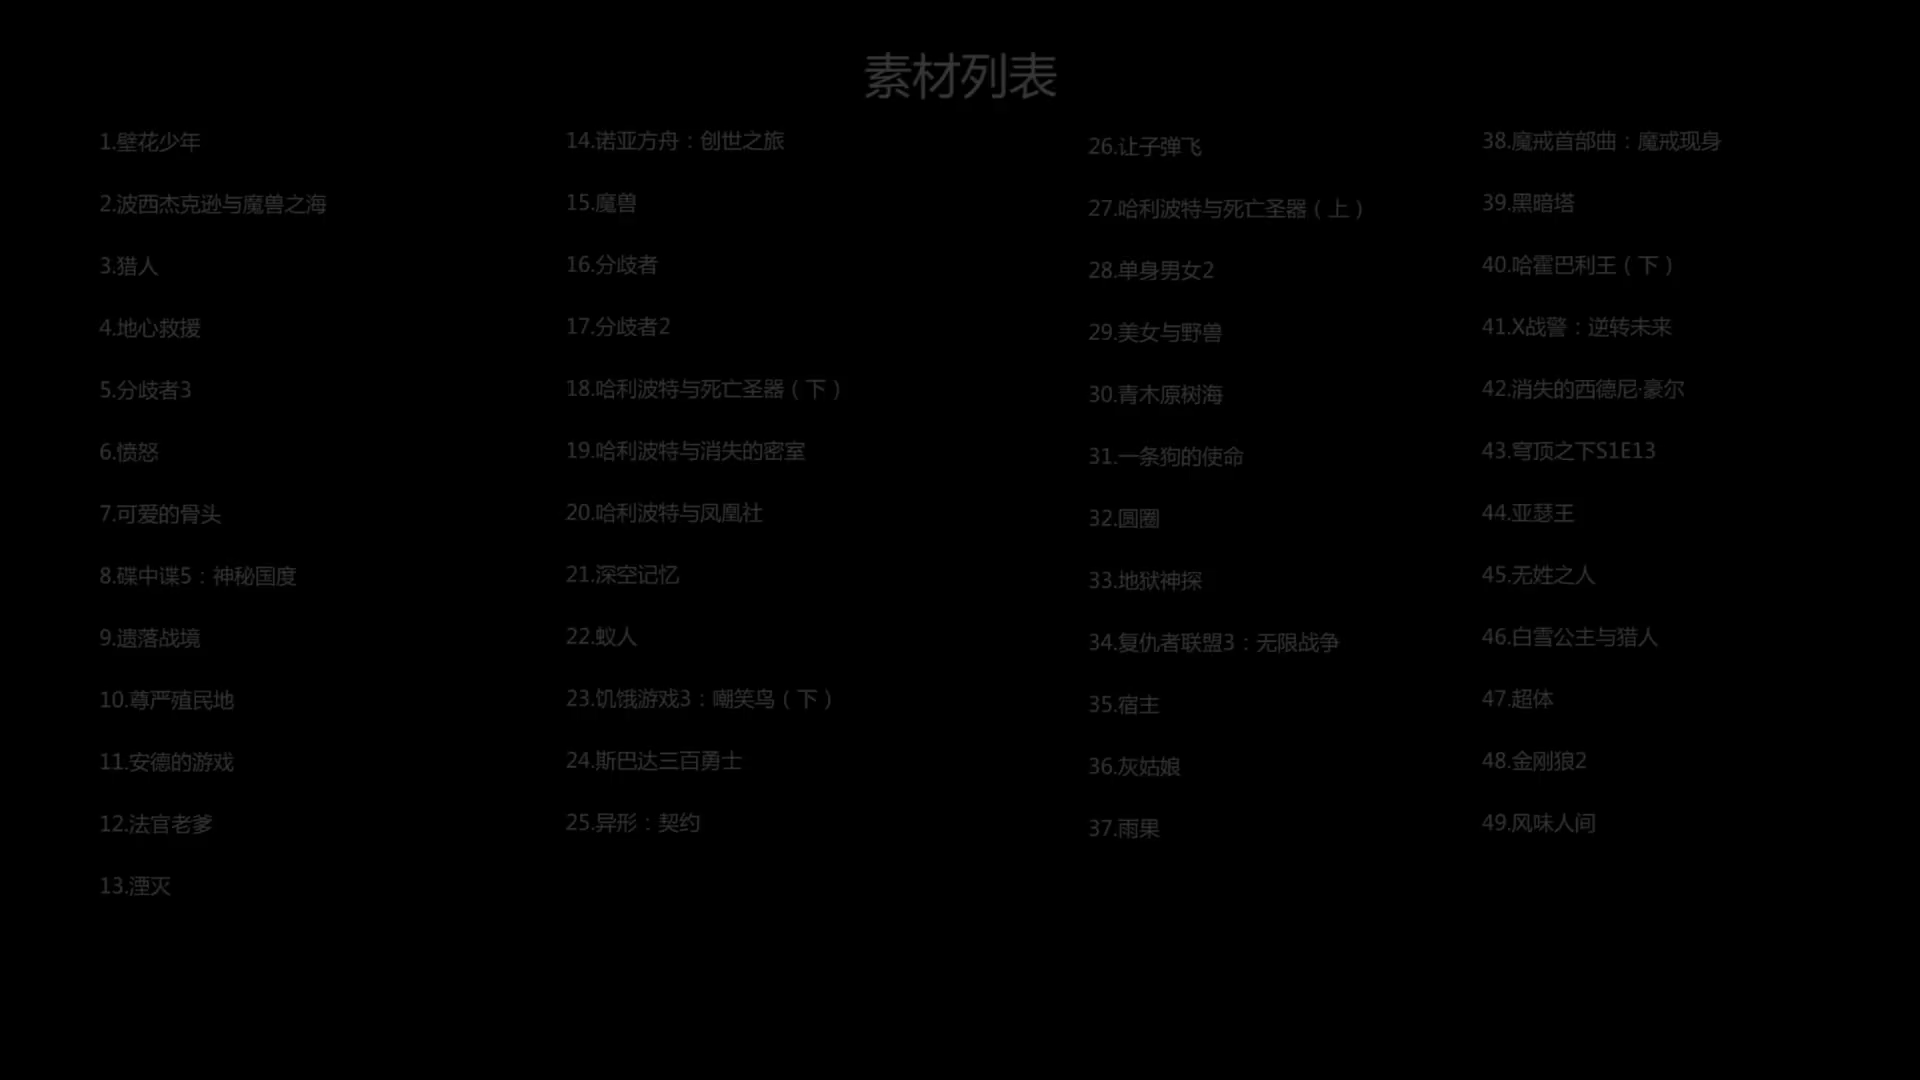 素材列表
1.壁花少年
2.波西杰克逊与魔兽之海
3.猎人
4.地心救援
5.分歧者3
6.愤怒
7.可爱的骨头
8.碟中谍5：神秘国度
9.遗落战境
10.尊严殖民地
11.安德的游戏
12.法官老爹
13.湮灭
14.诺亚方舟：创世之旅
15.魔兽
16.分歧者
17.分歧者2
18.哈利波特与死亡圣器（下）
19.哈利波特与消失的密室
20.哈利波特与凤凰社
21.深空记忆
22.蚁人
23.饥饿游戏3：嘲笑鸟（下）
24.斯巴达三百勇士
25.异形：契约
26.让子弹飞
27.哈利波特与死亡圣器（上）
28.单身男女2
29.美女与野兽
30.青木原树海
31.一条狗的使命
32.圆圈
33.地狱神探
34.复仇者联盟3：无限战争
35.宿主
36.灰姑娘
37.雨果
38.魔戒首部曲：魔戒现身
39.黑暗塔
40.哈霍巴利王（下）
41.X战警：逆转未来
42.消失的西德尼·豪尔
43.穹顶之下S1E13
44.亚瑟王
45.无姓之人
46.白雪公主与猎人
47.超体
48.金刚狼2
49.风味人间